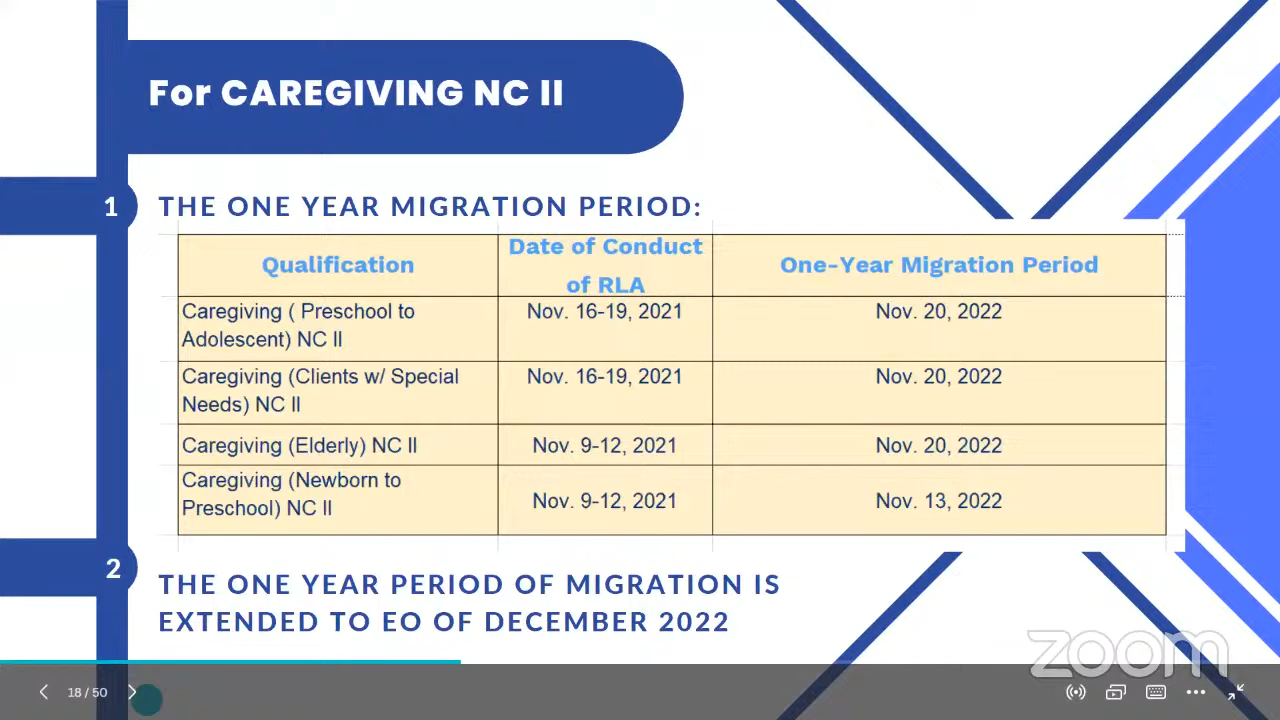 For CAREGIVING NC II
1
THE ONE YEAR MIGRATION PERIOD:
Qualification
Date of Conduct
of RLA
One-Year Migration Period
Caregiving ( Preschool to
Adolescent) NC II
Nov. 16-19, 2021
Nov. 20, 2022
Caregiving (Clients w/ Special
Needs) NC II
Nov. 16-19, 2021
Nov. 20, 2022
Caregiving (Elderly) NC II
Nov. 9-12, 2021
Nov. 20, 2022
Caregiving (Newborn to
Preschool) NC II
Nov. 9-12, 2021
Nov. 13, 2022
2
THE ONE YEAR PERIOD OF MIGRATION IS
EXTENDED TO EO OF DECEMBER 2022
zoom
18 / 50